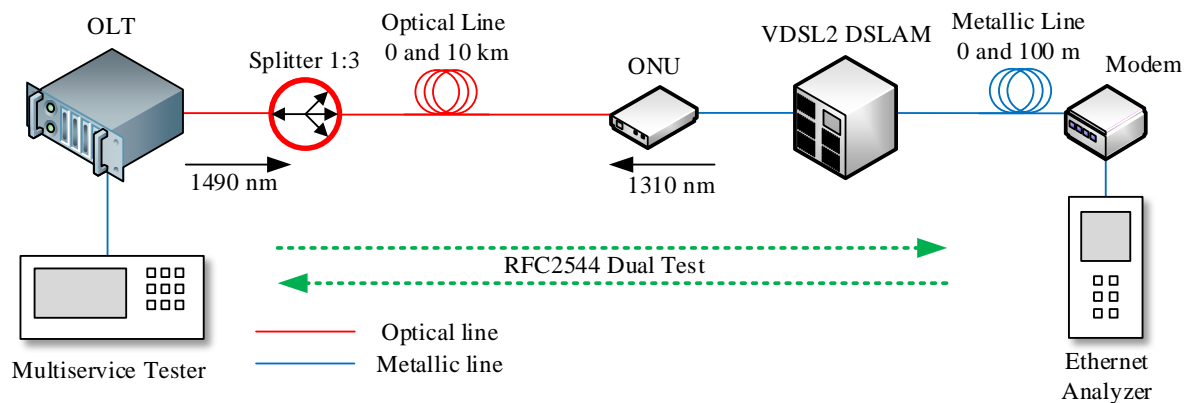 OLT
Splitter 1:3
Optical Line
0 and 10 km
ONU
VDSL2 DSLAM
Metallic Line
0 and 100 m
Modem
1490 nm
1310 nm
RFC2544 Dual Test
Optical line
Metallic line
Multiservice Tester
Ethernet
Analyzer